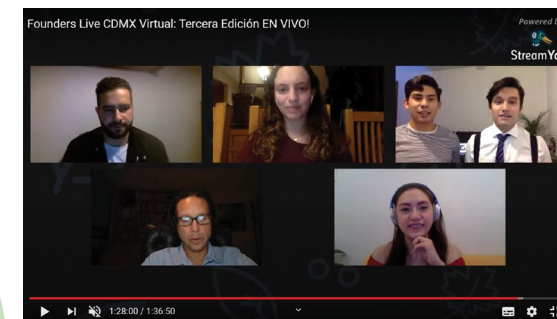 Founders Live CDMX Virtual: Tercera Edición EN VIVO!
Powered
StreamYa
1:28:00 / 1:36:50